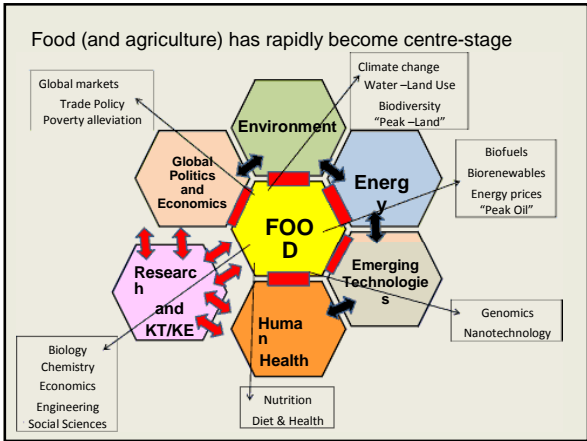 Food (and agriculture) has rapidly become centre-stage
Global markets
Trade Policy
Poverty alleviation
Climate change
Water –Land Use
Biodiversity
“Peak –Land”
Environment
Global
Politics and
Economics
Energ
y
Biofuels
Biorenewables
Energy prices
“Peak Oil”
FOO
D
Researc
h
and
KT/KE
Emerging
Technologie
s
Huma
n
Health
Genomics
Nanotechnology
Biology
Chemistry
Economics
Engineering
Social Sciences
Nutrition
Diet & Health